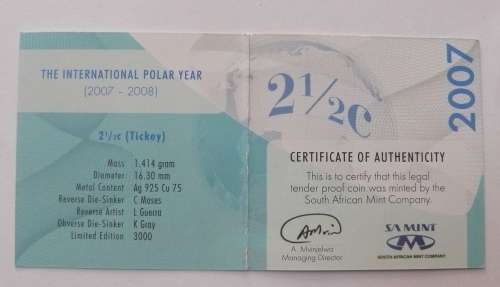 THE INTERNATIONAL POLAR YEAR
(2007 - 2008)
2½c (Tickey)
Mass 1.414 gram
Diameter 16.30 mm
Metal Content Ag 925 Cu 75
Reverse Die-Sinker C Moses
Reverse Artist L Guerra
Obverse Die-Sinker K Gray
Limited Edition 3000
2½c
2007
CERTIFICATE OF AUTHENTICITY
This is to certify that this legal
tender proof coin was minted by the
South African Mint Company.
A. Mvinjelwa
Managing Director
SA MINT
SOUTH AFRICAN MINT COMPANY